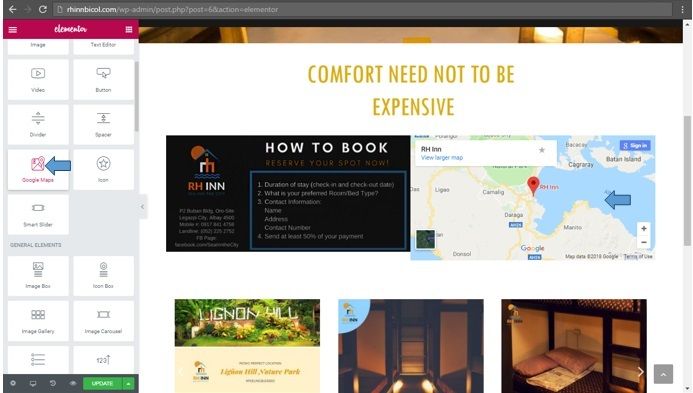 rhinnbicol.com/wp-admin/post.php?post=6&action=elementor
elementor
Image
Text Editor
Video
Button
Divider
Spacer
Google Maps
Icon
Smart Slider
GENERAL ELEMENTS
Image Box
Icon Box
Image Gallery
Image Carousel
123
UPDATE
COMFORT NEED NOT TO BE
EXPENSIVE
RH INN
P2 Buban Bldg, Oro-Site
Legazpi City, Albay 4500
Mobile #: 0917 841 4756
Landline: (052) 225 2752
FB Page:
HOW TO BOOK
RESERVE YOUR SPOT NOW!
1. Duration of stay (check-in and check-out date)
2. What is your preferred Room/Bed Type?
3. Contact Information:
Name
Address
Contact Number
4. Send at least 50% of your payment
RH Inn
View larger map
Sign in
Bacacay
Batan Island
Oas
Ligao
Camalig
RH Inn
Daraga
Manito
Donsol
AH26
Google
AH26
Map data ©2018 Google
Terms of Use
LIGNON HILL
RH INN
Lignon Hill Nature Park
RH INN